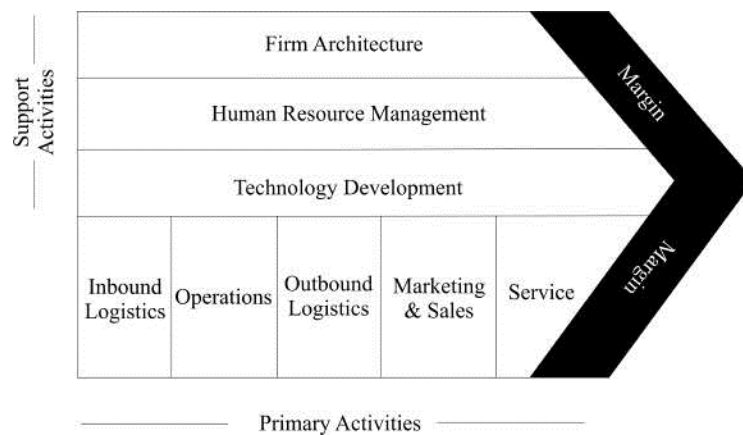 Support
Activities
Firm Architecture
Human Resource Management
Technology Development
Margin
Margin
Inbound
Logistics
Operations
Outbound
Logistics
Marketing
& Sales
Service
Primary Activities